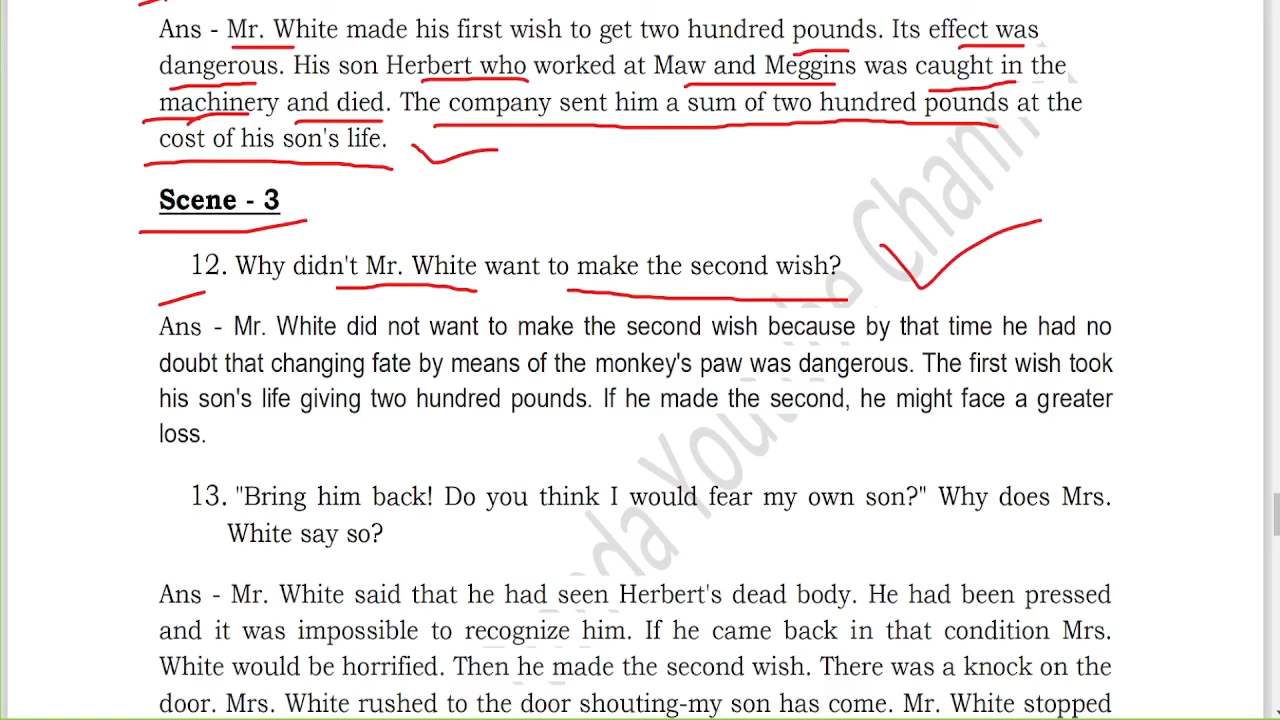 Ans - Mr. White made his first wish to get two hundred pounds. Its effect was
dangerous. His son Herbert who worked at Maw and Meggins was caught in the
machinery and died. The company sent him a sum of two hundred pounds at the
cost of his son's life.
Scene - 3
12. Why didn't Mr. White want to make the second wish?
Ans - Mr. White did not want to make the second wish because by that time he had no
doubt that changing fate by means of the monkey's paw was dangerous. The first wish took
his son's life giving two hundred pounds. If he made the second, he might face a greater
loss.
13. "Bring him back! Do you think I would fear my own son?" Why does Mrs.
White say so?
Ans - Mr. White said that he had seen Herbert's dead body. He had been pressed
and it was impossible to recognize him. If he came back in that condition Mrs.
White would be horrified. Then he made the second wish. There was a knock on the
door. Mrs. White rushed to the door shouting-my son has come. Mr. White stopped